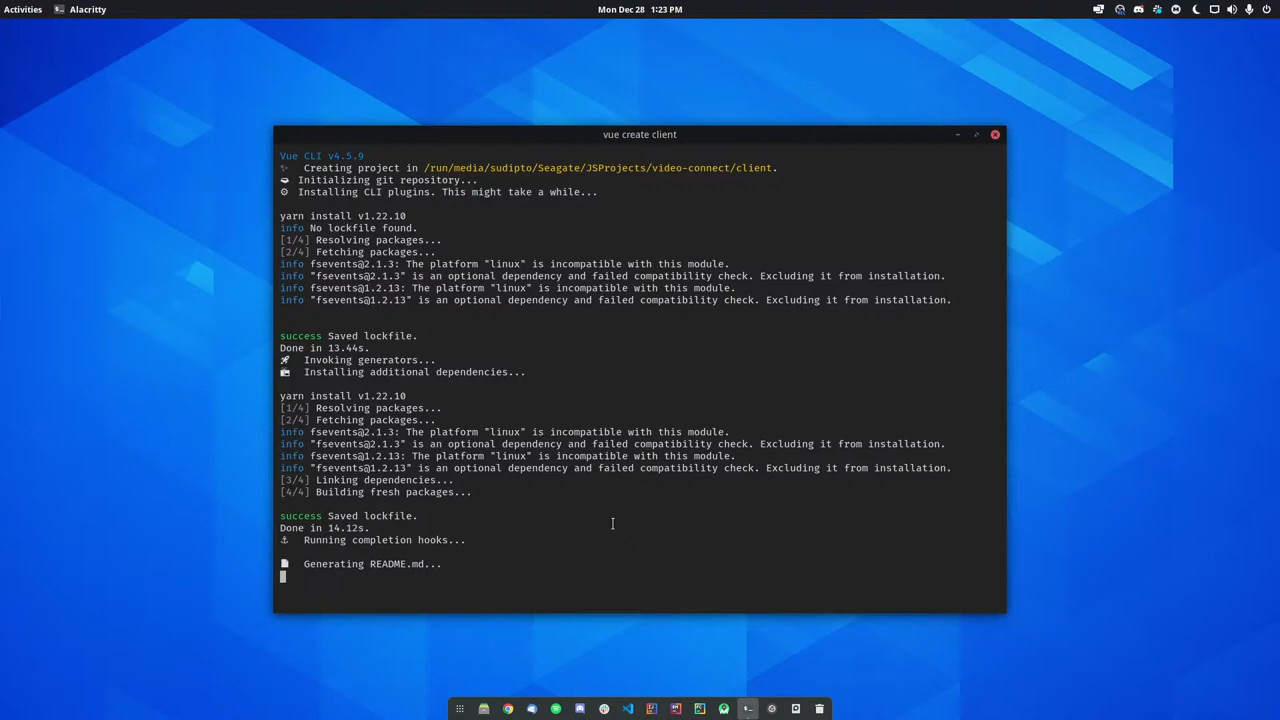 Activities
Alacritty
Mon Dec 28 1:23 PM
vue create client
Vue CLI v4.5.9
Creating project in /run/media/sudipto/Seagate/JSProjects/video-connect/client.
Initializing git repository...
Installing CLI plugins. This might take a while...
yarn install v1.22.10
info No lockfile found.
[1/4] Resolving packages...
[2/4] Fetching packages...
info fsevents@2.1.3: The platform "linux" is incompatible with this module.
info "fsevents@2.1.3" is an optional dependency and failed compatibility check. Excluding it from installation.
info fsevents@1.2.13: The platform "linux" is incompatible with this module.
info "fsevents@1.2.13" is an optional dependency and failed compatibility check. Excluding it from installation.
success Saved lockfile.
Done in 13.44s.
Invoking generators...
Installing additional dependencies...
yarn install v1.22.10
[1/4] Resolving packages...
[2/4] Fetching packages...
info fsevents@2.1.3: The platform "linux" is incompatible with this module.
info "fsevents@2.1.3" is an optional dependency and failed compatibility check. Excluding it from installation.
info fsevents@1.2.13: The platform "linux" is incompatible with this module.
info "fsevents@1.2.13" is an optional dependency and failed compatibility check. Excluding it from installation.
[3/4] Linking dependencies...
[4/4] Building fresh packages...
success Saved lockfile.
Done in 14.12s.
Running completion hooks...
Generating README.md...